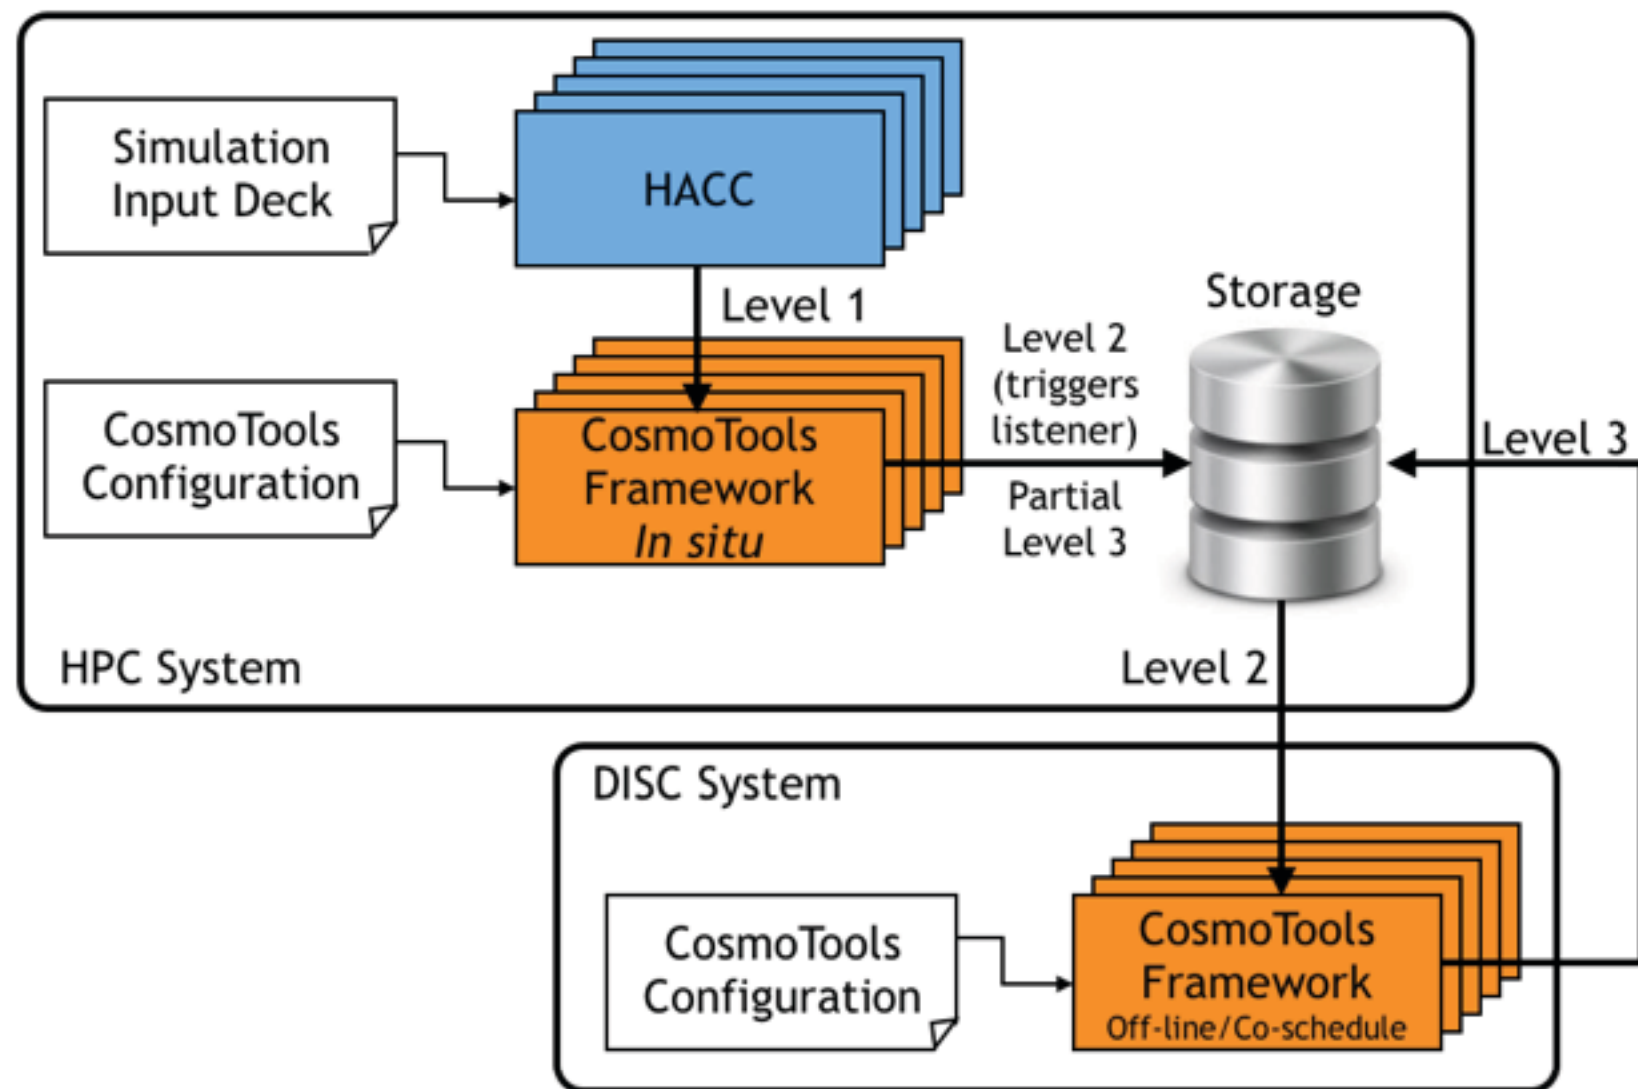 Simulation
Input Deck
HACC
Level 1
Storage
CosmoTools
Configuration
CosmoTools
Framework
In situ
Level 2
(triggers
listener)
Partial
Level 3
Level 3
HPC System
Level 2
DISC System
CosmoTools
Configuration
CosmoTools
Framework
Off-line/Co-schedule